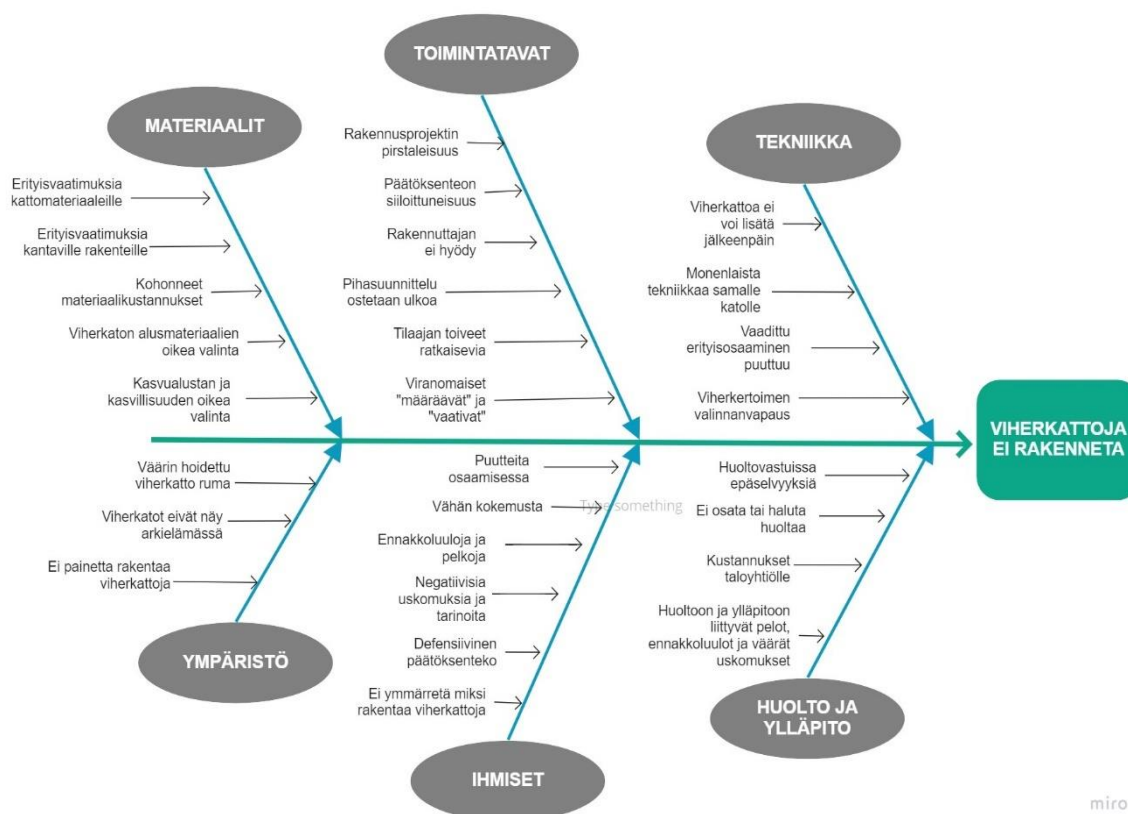 TOIMINTATAVAT
MATERIAALIT
TEKNIIKKA
Erityisvaatimuksia
kattomateriaaleille
Erityisvaatimuksia
kantaville rakenteille
Kohonneet
materiaalikustannukset
Viherkaton alusmateriaalien
oikea valinta
Kasvualustan ja
kasvillisuuden oikea
valinta
Rakennusprojektin
pirstaleisuus
Päätöksenteon
siiloittuneisuus
Rakennuttajan
ei hyödy
Pihasuunnittelu
ostetaan ulkoa
Tilaajan toiveet
ratkaisevia
Viranomaiset
"määräävät" ja
"vaativat"
Viherkattoa ei
voi lisätä
jälkeenpäin
Monenlaista
tekniikkaa samalle
katolle
Vaadittu
erityisosaaminen
puuttuu
Viherkertoimen
valinnanvapaus
VIHERKATTOJA
EI RAKENNETA
Väärin hoidettu
viherkatto ruma
Viherkatot eivät näy
arkielämässä
Ei painetta rakentaa
viherkattoja
YMPÄRISTÖ
Puutteita
osaamisessa
Type something
Vähän kokemusta
Ennakkoluuloja ja
pelkoja
Negatiivisia
uskomuksia ja
tarinoita
Defensiivinen
päätöksenteko
Ei ymmärretä miksi
rakentaa viherkattoja
IHMISET
Huoltovastuissa
epäselvyyksiä
Ei osata tai haluta
huoltaa
Kustannukset
taloyhtiölle
Huoltoon ja ylläpitoon
liittyvät pelot,
ennakkoluulot ja väärät
uskomukset
HUOLTO JA
YLLÄPITO
miro